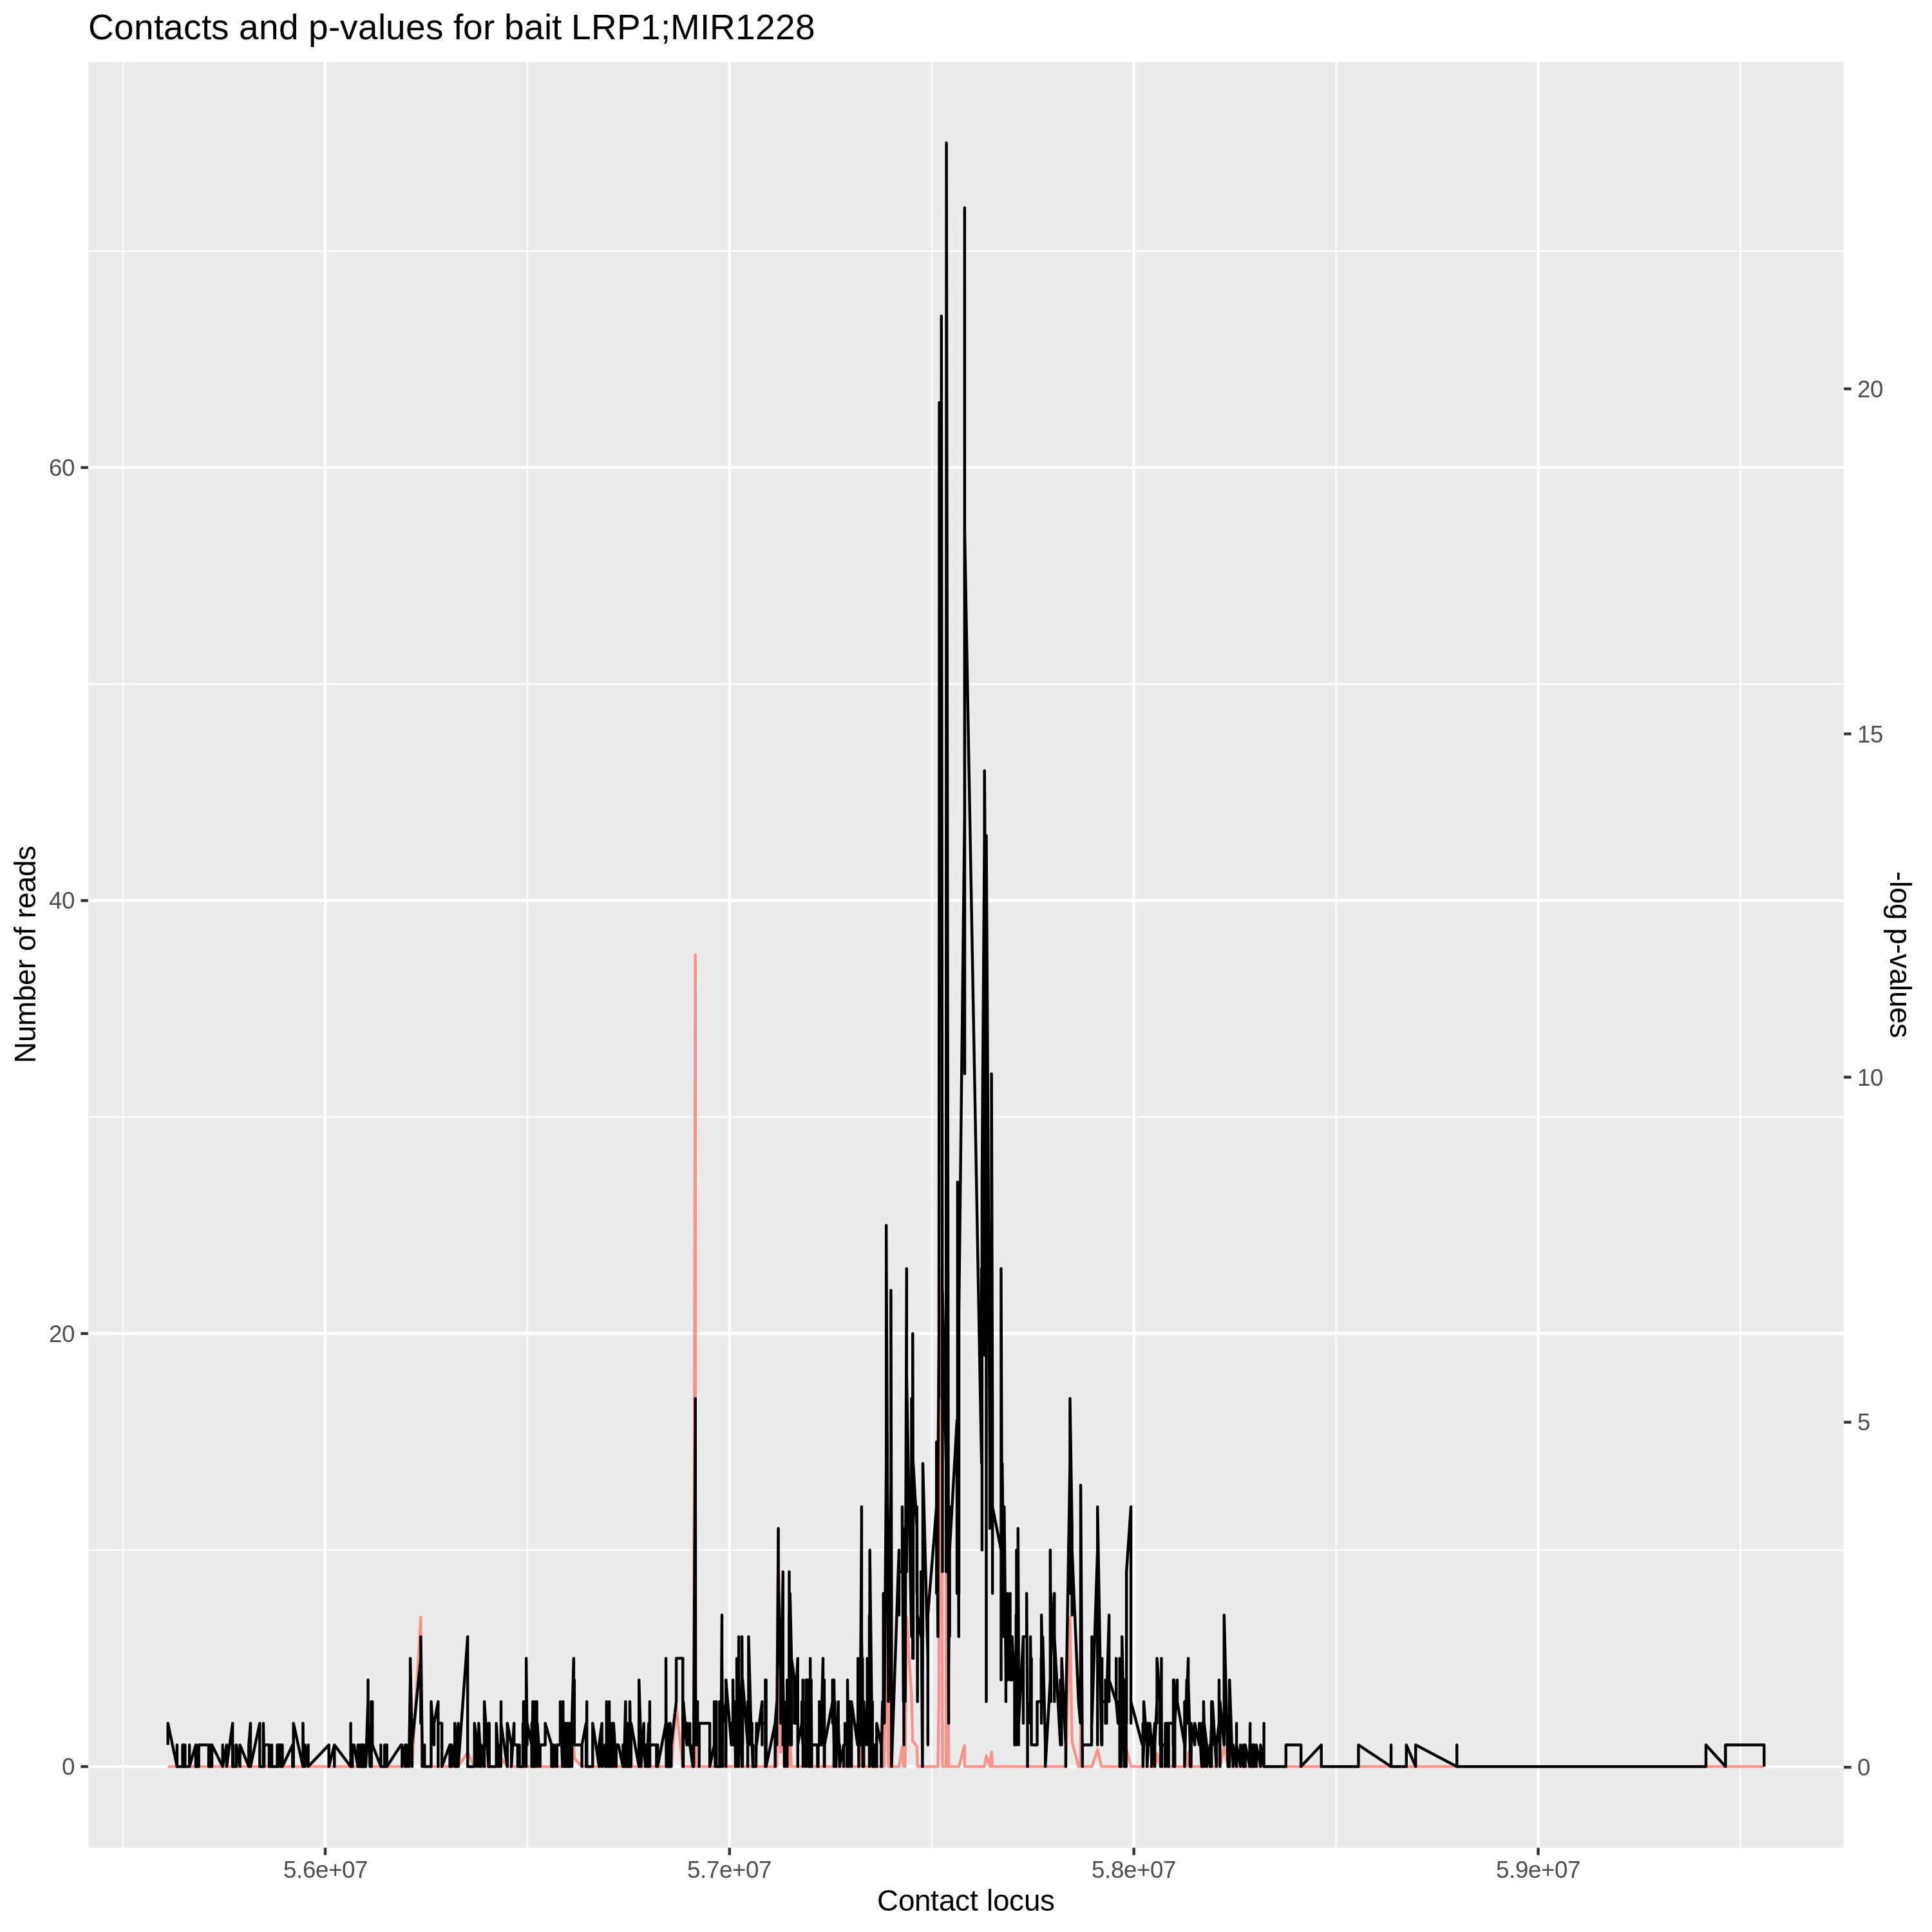 Contacts and p-values for bait LRP1;MIR1228
Number of reads
60
40
20
0
20
15
10
5
0
-log p-values
5.6e+07 5.7e+07 5.8e+07 5.9e+07
Contact locus